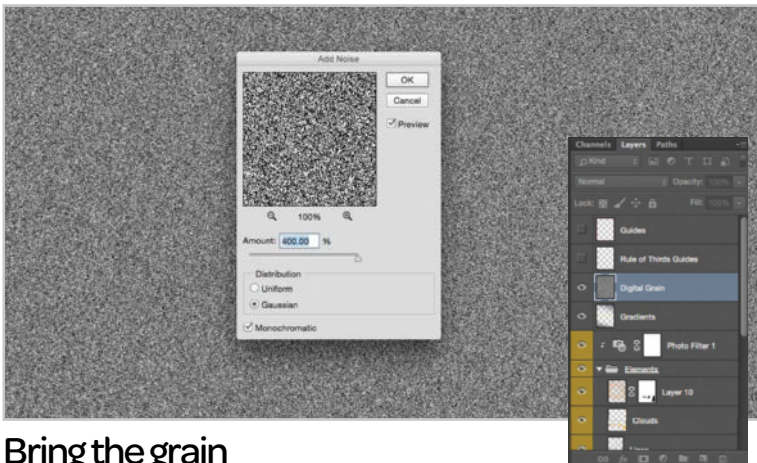 Add Noise
OK
Cancel
Preview
100%
Amount: 400.00 %
Distribution
Uniform
Gaussian
Monochromatic
Channels Layers Paths
Kind
Normal Opacity: 100%
Lock: Fill: 100%
Guides
Rule of Thirds Guides
Digital Grain
Gradients
Photo Filter 1
Elements
Layer 10
Clouds
Bring the grain